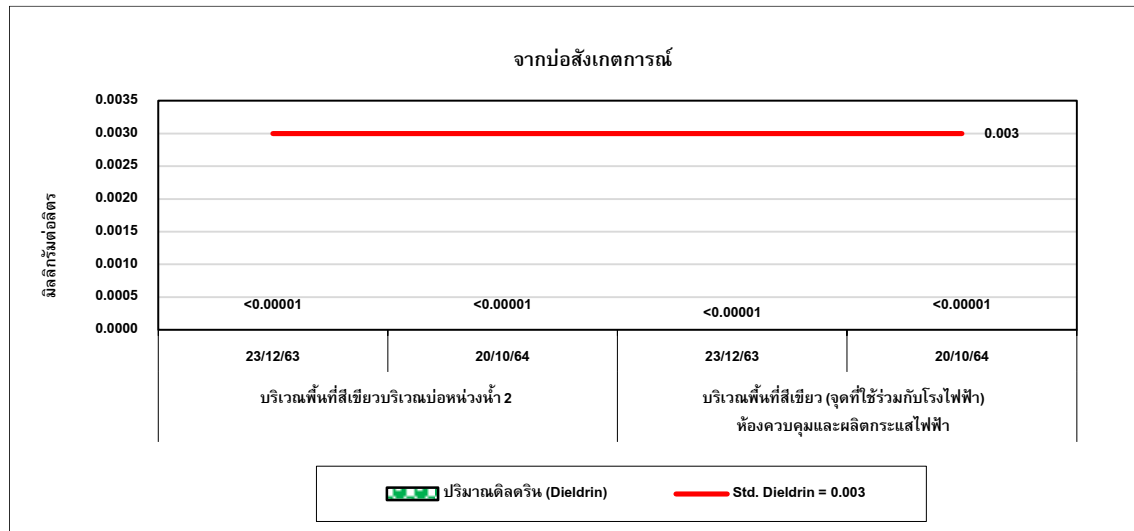 จากบ่อสังเกตการณ์
มิลลิกรัมต่อลิตร
0.0035
0.0030
0.0025
0.0020
0.0015
0.0010
0.0005
0.0000
0.003
<0.00001
<0.00001
<0.00001
<0.00001
23/12/63
20/10/64
23/12/63
20/10/64
บริเวณพื้นที่สีเขียวบริเวณบ่อหน่วงน้ำ 2
บริเวณพื้นที่สีเขียว (จุดที่ใช้ร่วมกับโรงไฟฟ้า)
ห้องควบคุมและผลิตกระแสไฟฟ้า
ปริมาณดิลดริน (Dieldrin)
Std. Dieldrin = 0.003